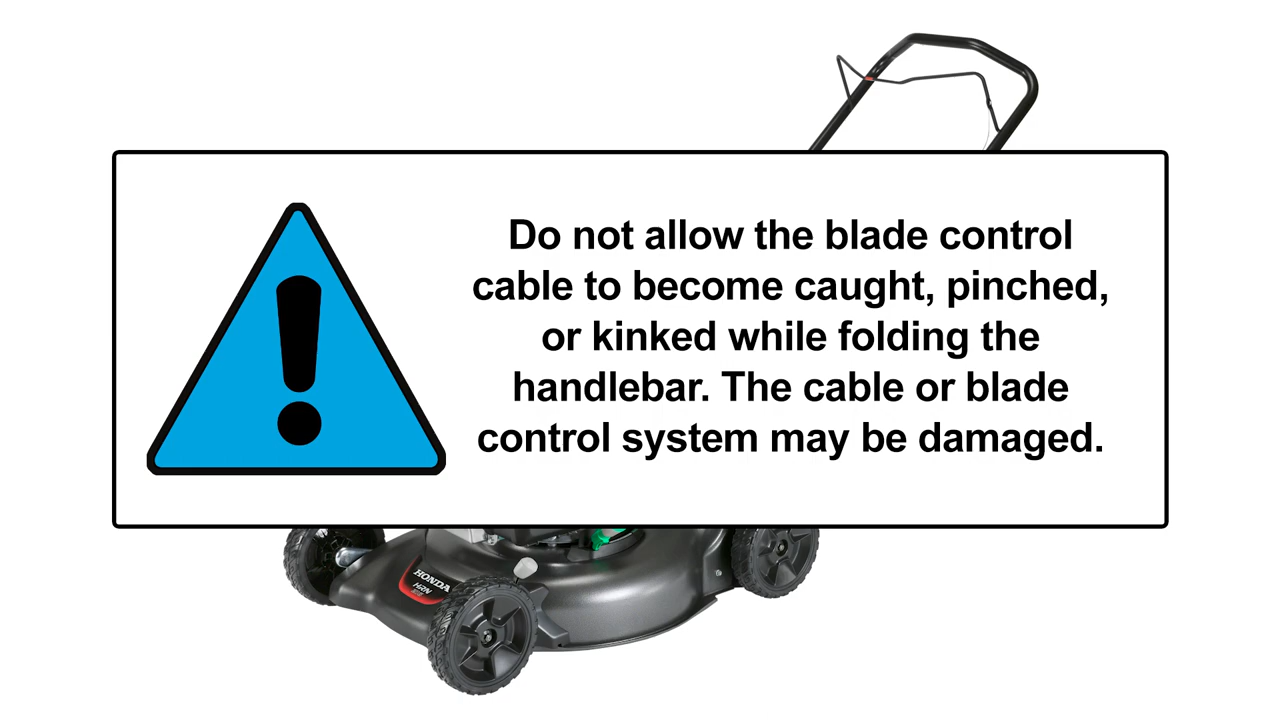 Do not allow the blade control
cable to become caught, pinched,
or kinked while folding the
handlebar. The cable or blade
control system may be damaged.
HONDA
HRN